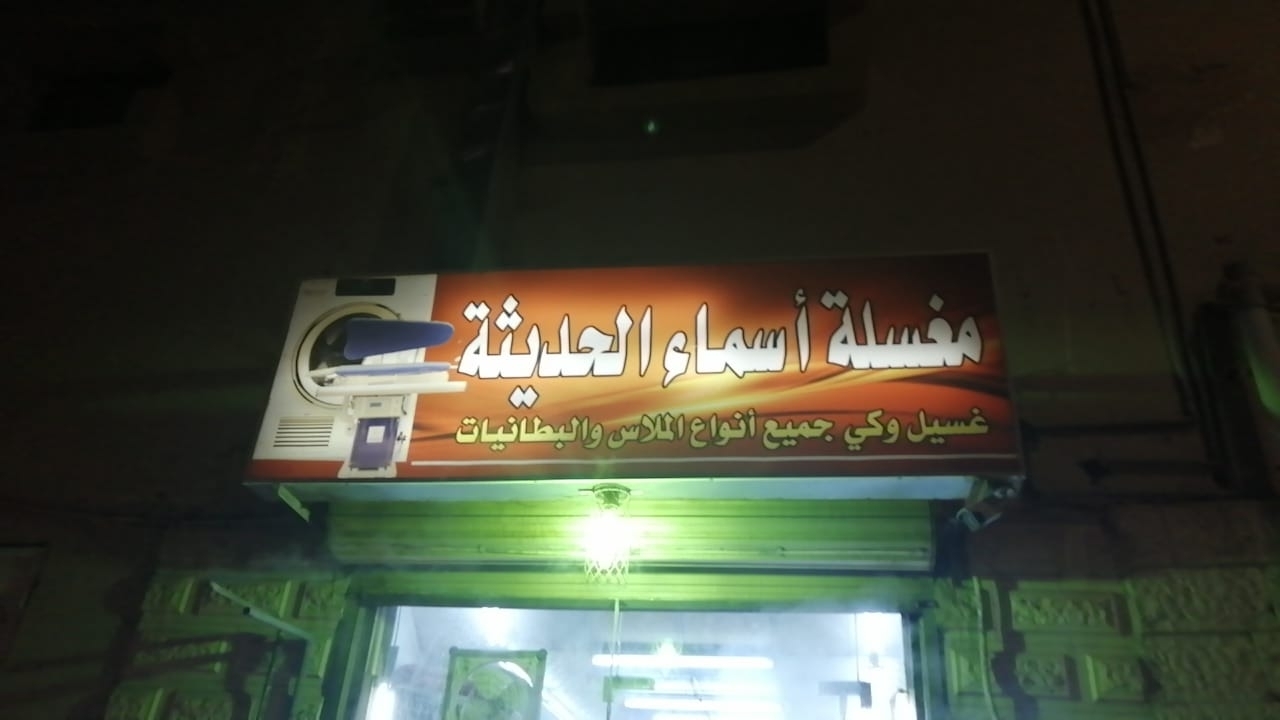 مغسلة أسماء الحديثة
غسيل وكي جميع أنواع الملاس والبطانيات